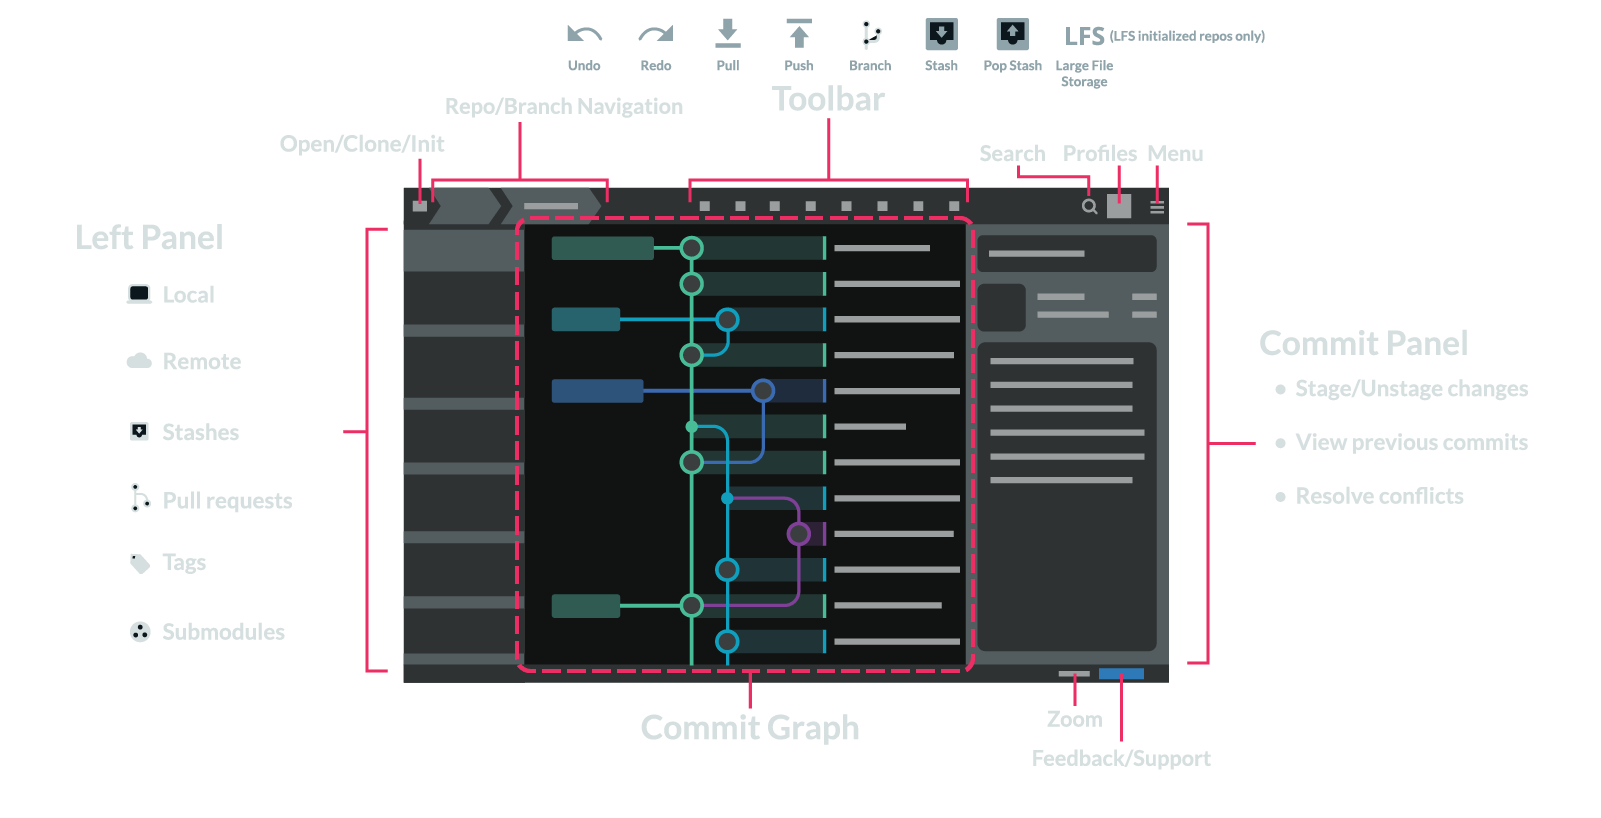 LFS (LFS initialized repos only)
Undo Redo Pull Push Branch Stash Pop Stash Large File
Storage
Toolbar
Repo/Branch Navigation
Open/Clone/Init
Search Profiles Menu
Left Panel
Local
Remote
Stashes
Pull requests
Tags
Submodules
Commit Panel
• Stage/Unstage changes
• View previous commits
• Resolve conflicts
Commit Graph
Zoom
Feedback/Support